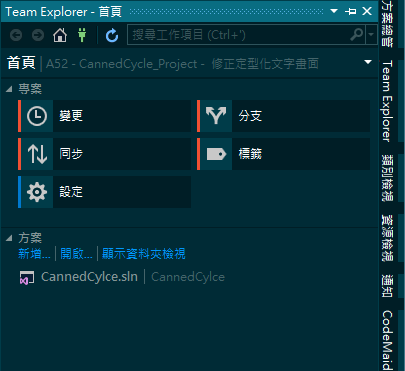 Team Explorer - 首頁
搜尋工作項目 (Ctrl+')
首頁 | A52 - CannedCycle_Project - 修正定型化文字畫面
專案
變更
分支
同步
標籤
設定
方案
新增... | 開啟... | 顯示資料夾檢視
CannedCylce.sln | CannedCylce
方案總管
Team Explorer
類別檢視
資源檢視
通知
CodeMaid